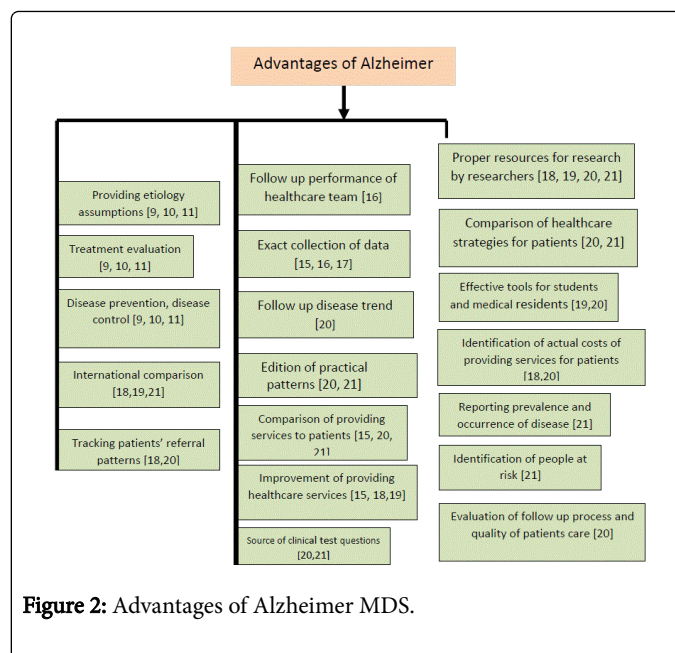 Advantages of Alzheimer
Providing etiology
assumptions [9, 10, 11]
Treatment evaluation
[9, 10, 11]
Disease prevention, disease
control [9, 10, 11]
International comparison
[18,19,21]
Tracking patients’ referral
patterns [18,20]
Follow up performance of
healthcare team [16]
Exact collection of data
[15, 16, 17]
Follow up disease trend
[20]
Edition of practical
patterns [20, 21]
Comparison of providing
services to patients [15, 20,
21]
Improvement of providing
healthcare services [15, 18,19]
Source of clinical test questions
[20,21]
Proper resources for research
by researchers [18, 19, 20, 21]
Comparison of healthcare
strategies for patients [20, 21]
Effective tools for students
and medical residents [19,20]
Identification of actual costs of
providing services for patients
[18,20]
Reporting prevalence and
occurrence of disease [21]
Identification of people at
risk [21]
Evaluation of follow up process and
quality of patients care [20]
Figure 2: Advantages of Alzheimer MDS.